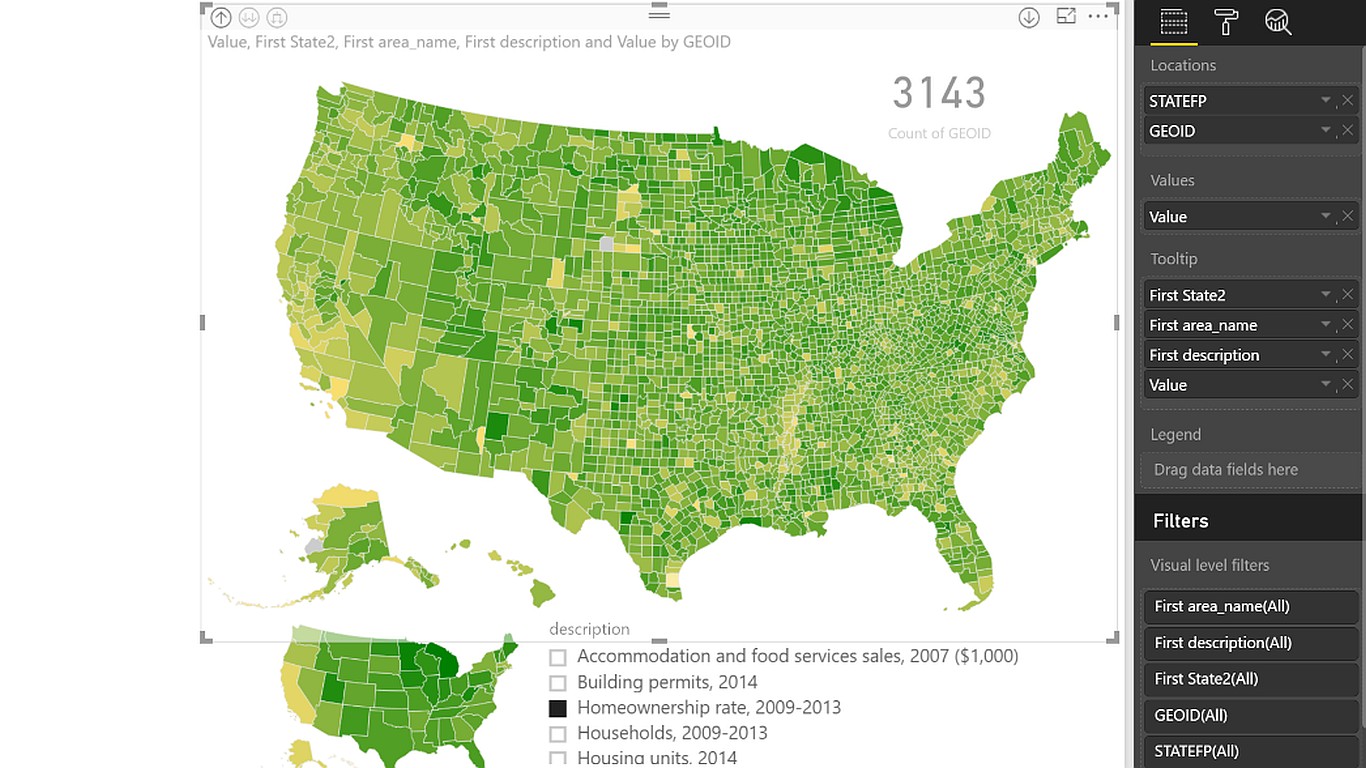 Value, First State2, First area_name, First description and Value by GEOID
3143
Count of GEOID
description
Accommodation and food services sales, 2007 ($1,000)
Building permits, 2014
Homeownership rate, 2009-2013
Households, 2009-2013
Housing units, 2014
Locations
STATEFP
GEOID
Values
Value
Tooltip
First State2
First area_name
First description
Value
Legend
Drag data fields here
Filters
Visual level filters
First area_name(All)
First description(All)
First State2(All)
GEOID(All)
STATEFP(All)